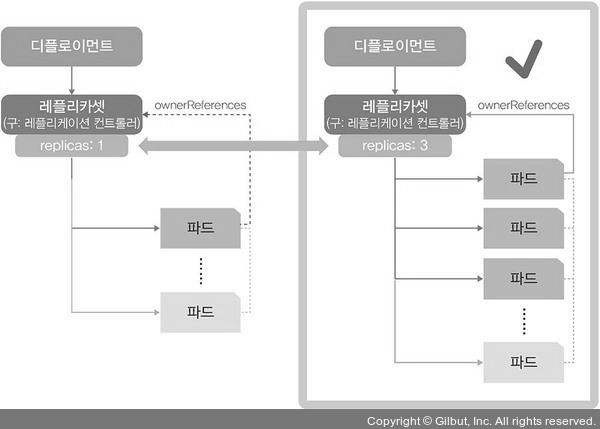 디플로이먼트
레플리카셋
(구: 레플리케이션 컨트롤러)
replicas: 1
ownerReferences
파드
파드
디플로이먼트
레플리카셋
(구: 레플리케이션 컨트롤러)
replicas: 3
ownerReferences
파드
파드
파드
파드
Copyright © Gilbut, Inc. All rights reserved.